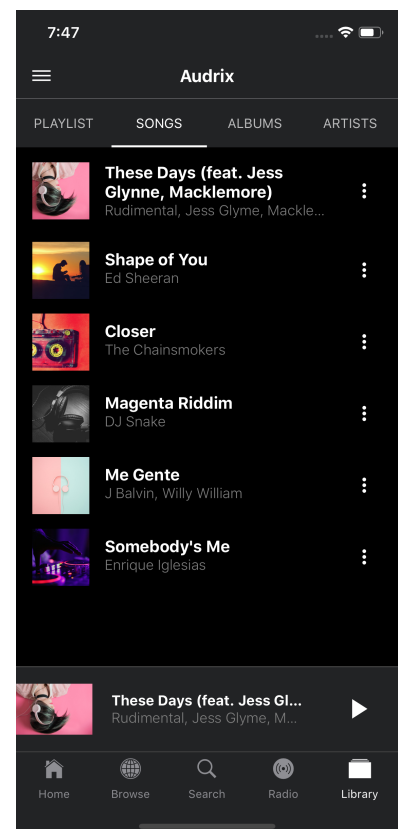 7:47
Audrix
PLAYLIST SONGS ALBUMS ARTISTS
These Days (feat. Jess
Glynne, Macklemore)
Rudimental, Jess Glyme, Mackle...
Shape of You
Ed Sheeran
Closer
The Chainsmokers
Magenta Riddim
DJ Snake
Me Gente
J Balvin, Willy William
Somebody's Me
Enrique Iglesias
These Days (feat. Jess Gl...
Rudimental, Jess Glyme, M...
Home Browse Search Radio Library